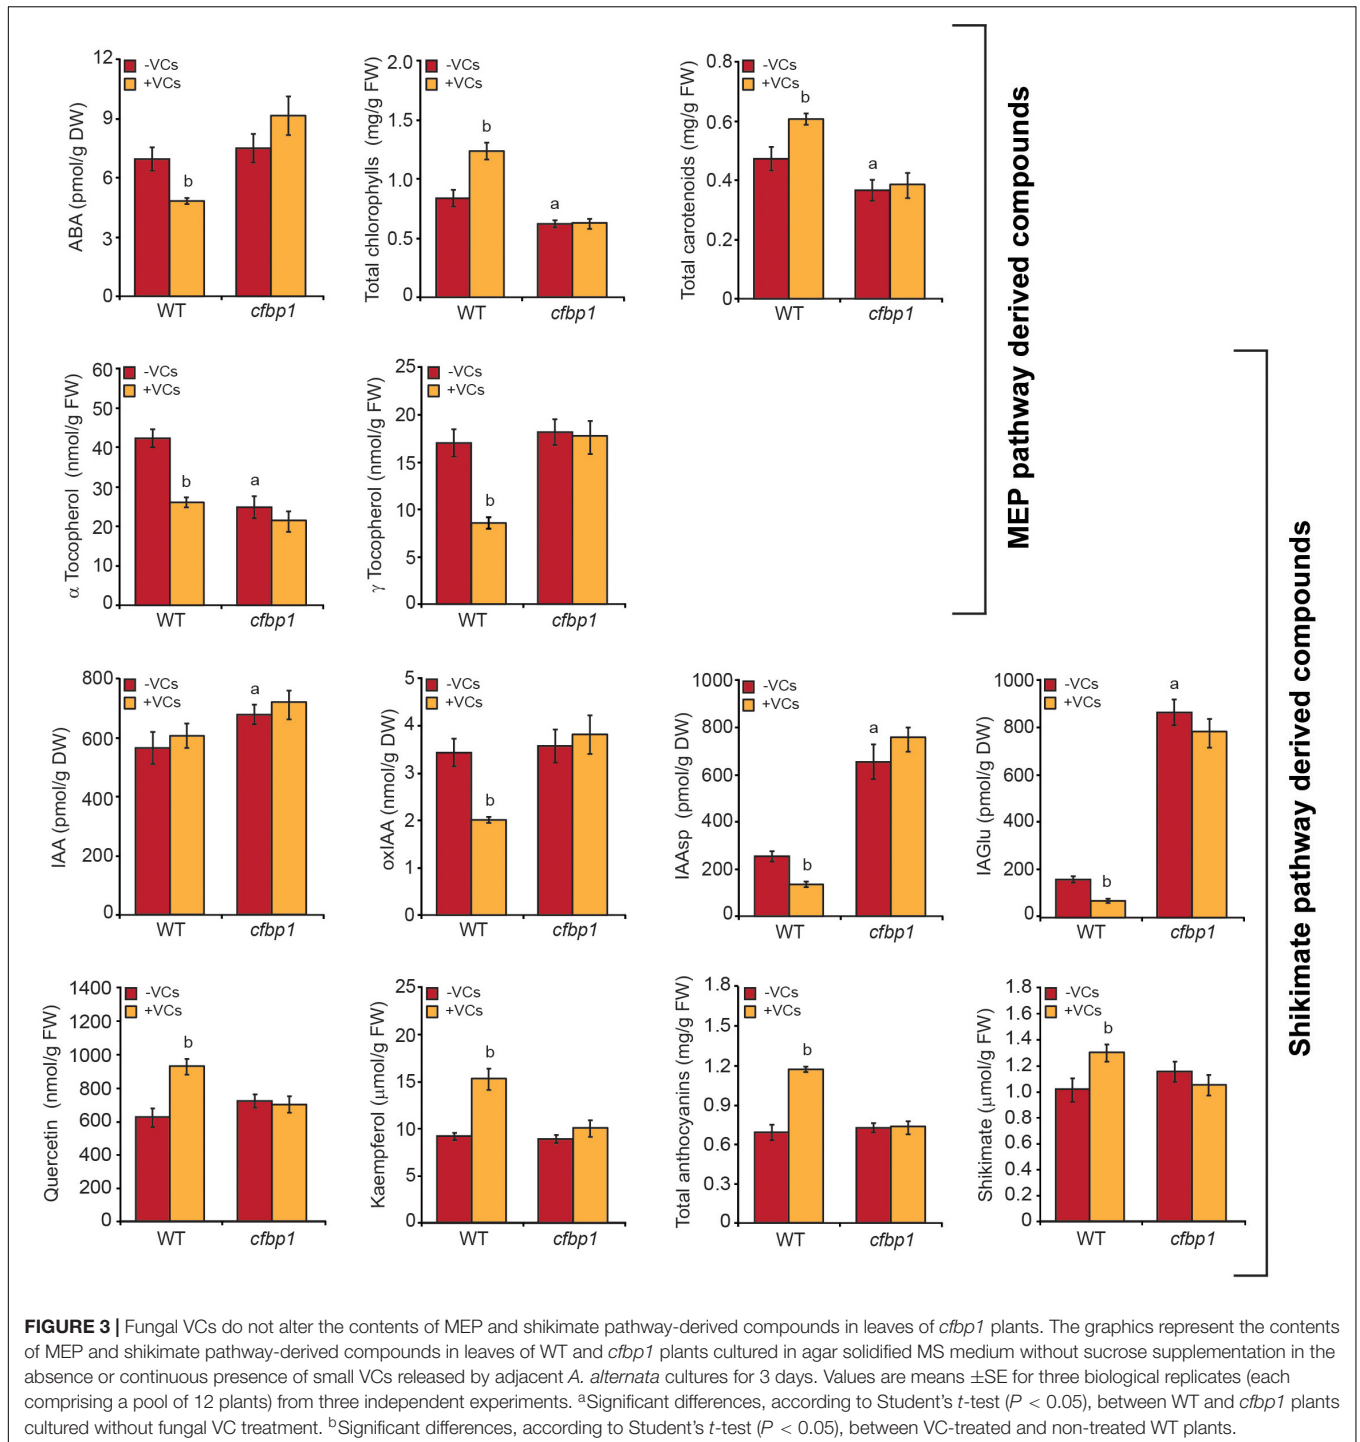 12
9
6
3
0
ABA (pmol/g DW)
-VCs
+VCs
b
WT
cfbp1
2.0
1.5
1.0
0.5
0
Total chlorophylls (mg/g FW)
-VCs
+VCs
b
a
WT
cfbp1
0.8
0.6
0.4
0.2
0
Total carotenoids (mg/g FW)
-VCs
+VCs
b
a
WT
cfbp1
MEP pathway derived compounds
60
50
40
30
20
10
0
α Tocopherol (nmol/g FW)
-VCs
+VCs
b
a
WT
cfbp1
25
20
15
10
5
0
γ Tocopherol (nmol/g FW)
-VCs
+VCs
b
WT
cfbp1
Shikimate pathway derived compounds
800
600
400
200
0
IAA (pmol/g DW)
-VCs
+VCs
a
WT
cfbp1
5
4
3
2
1
0
oxIAA (nmol/g DW)
-VCs
+VCs
b
WT
cfbp1
1000
800
600
400
200
0
IAAsp (pmol/g DW)
-VCs
+VCs
b
a
WT
cfbp1
1000
800
600
400
200
0
IAGlu (pmol/g DW)
-VCs
+VCs
b
a
WT
cfbp1
1400
1200
1000
800
600
400
200
0
Quercetin (nmol/g FW)
-VCs
+VCs
b
WT
cfbp1
25
20
15
10
5
0
Kaempferol (μmol/g FW)
-VCs
+VCs
b
WT
cfbp1
1.8
1.5
1.2
0.9
0.6
0.3
0
Total anthocyanins (mg/g FW)
-VCs
+VCs
b
WT
cfbp1
1.8
1.6
1.4
1.2
1.0
0.8
0.6
0.4
0.2
0
Shikimate (μmol/g FW)
-VCs
+VCs
b
WT
cfbp1
FIGURE 3 | Fungal VCs do not alter the contents of MEP and shikimate pathway-derived compounds in leaves of cfbp1 plants. The graphics represent the contents
of MEP and shikimate pathway-derived compounds in leaves of WT and cfbp1 plants cultured in agar solidified MS medium without sucrose supplementation in the
absence or continuous presence of small VCs released by adjacent A. alternata cultures for 3 days. Values are means ±SE for three biological replicates (each
comprising a pool of 12 plants) from three independent experiments. aSignificant differences, according to Student's t-test (P < 0.05), between WT and cfbp1 plants
cultured without fungal VC treatment. bSignificant differences, according to Student's t-test (P < 0.05), between VC-treated and non-treated WT plants.